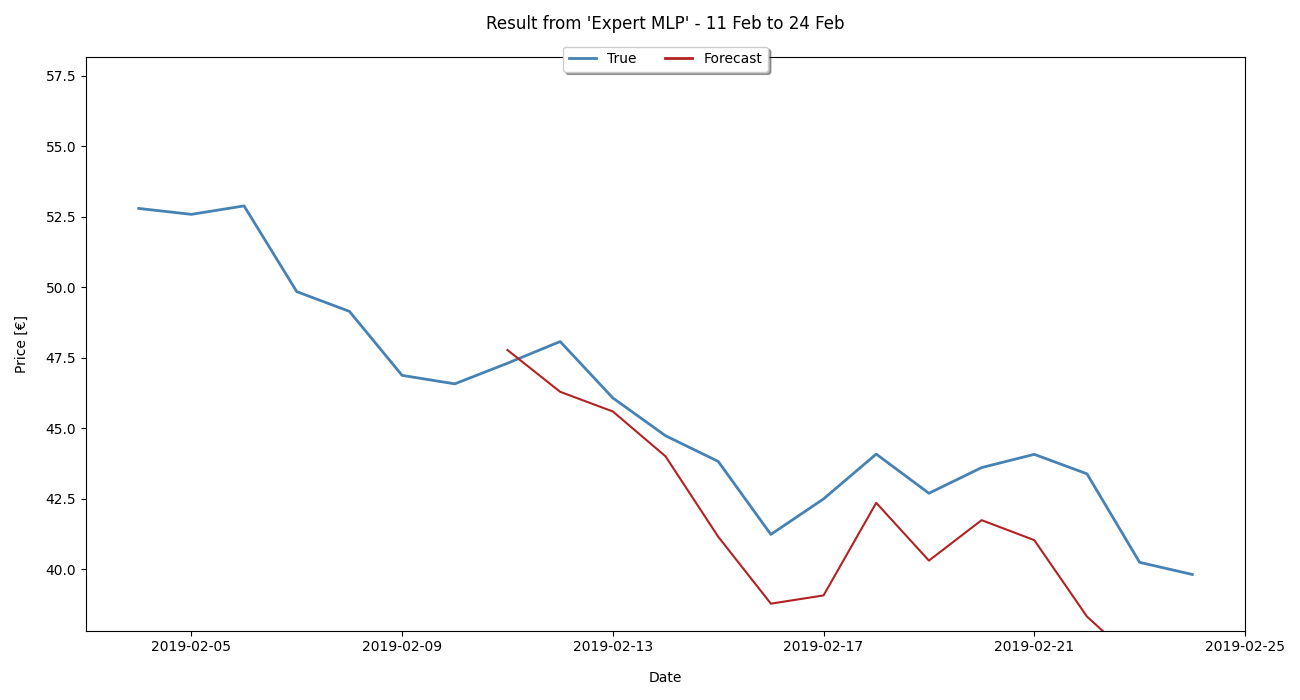 Result from 'Expert MLP' - 11 Feb to 24 Feb
True
Forecast
57.5
55.0
52.5
50.0
47.5
45.0
42.5
40.0
Price [€]
2019-02-05
2019-02-09
2019-02-13
2019-02-17
2019-02-21
2019-02-25
Date